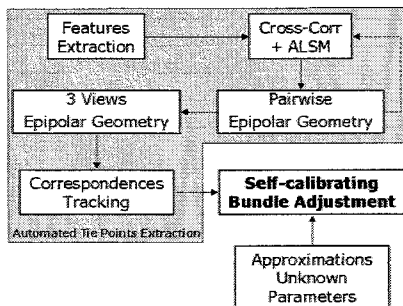 Features
Extraction
Cross-Corr
+ ALSM
3 Views
Epipolar Geometry
Pairwise
Epipolar Geometry
Correspondences
Tracking
Self-calibrating
Bundle Adjustment
Automated Tie Points Extraction
Approximations
Unknown
Parameters